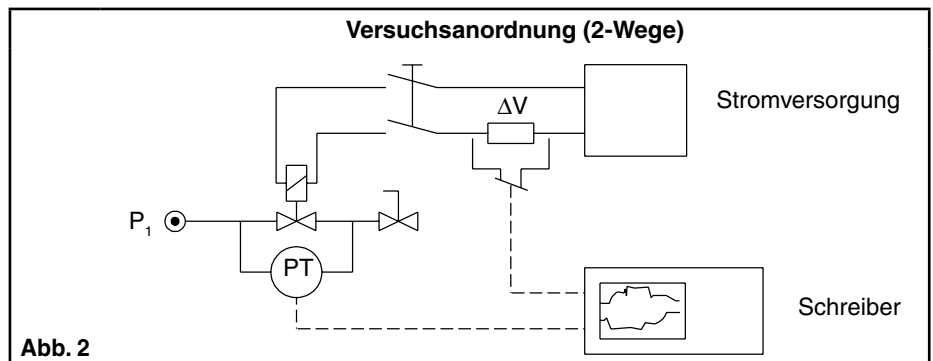 Versuchsanordnung (2-Wege)
ΔV
Stromversorgung
P₁
PT
Schreiber
Abb. 2